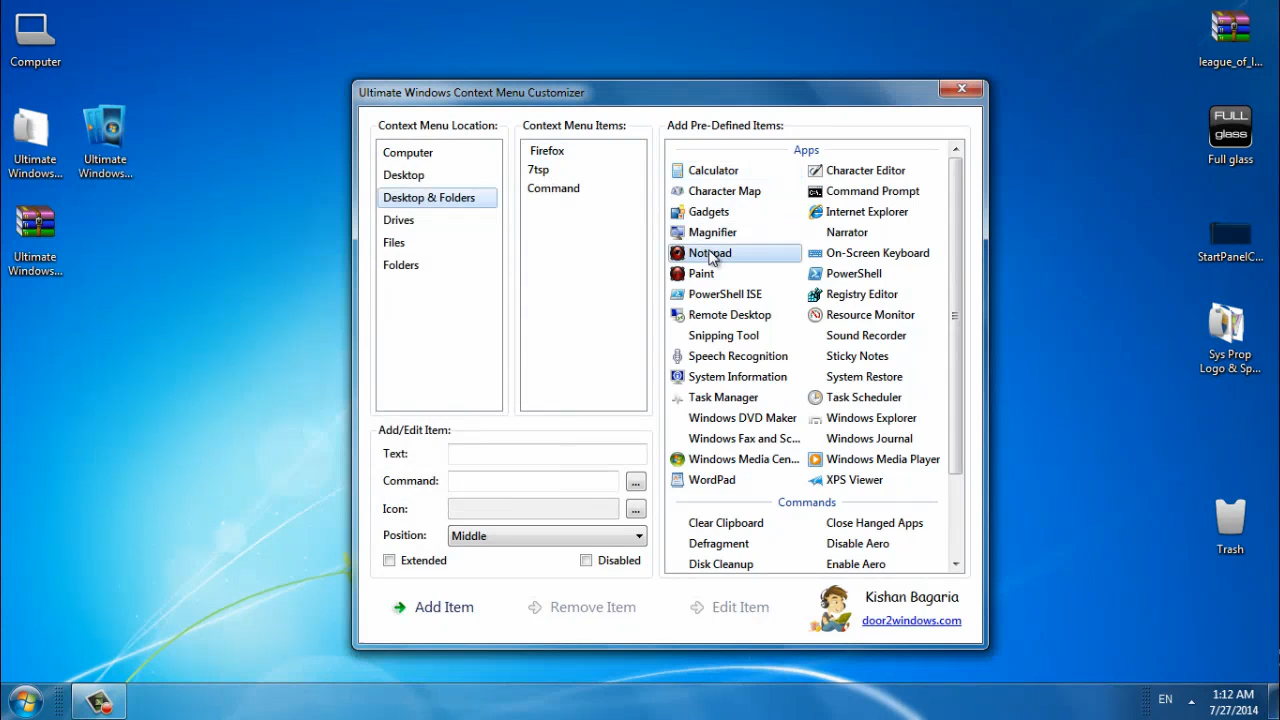 Computer
Ultimate Windows...
Ultimate Windows...
Ultimate Windows...
league_of_l...
FULL glass
Full glass
StartPanelC...
Sys Prop Logo & Sp...
Trash
Ultimate Windows Context Menu Customizer
Context Menu Location:
Computer
Desktop
Desktop & Folders
Drives
Files
Folders
Context Menu Items:
Firefox
7tsp
Command
Add Pre-Defined Items:
Apps
Calculator
Character Editor
Character Map
Command Prompt
Gadgets
Internet Explorer
Magnifier
Narrator
Notepad
On-Screen Keyboard
Paint
PowerShell
PowerShell ISE
Registry Editor
Remote Desktop
Resource Monitor
Snipping Tool
Sound Recorder
Speech Recognition
Sticky Notes
System Information
System Restore
Task Manager
Task Scheduler
Windows DVD Maker
Windows Explorer
Windows Fax and Sc...
Windows Journal
Windows Media Cen...
Windows Media Player
WordPad
XPS Viewer
Commands
Clear Clipboard
Close Hanged Apps
Defragment
Disable Aero
Disk Cleanup
Enable Aero
Add/Edit Item:
Text:
Command:
...
Icon:
...
Position:
Middle
Extended
Disabled
Add Item
Remove Item
Edit Item
Kishan Bagaria
door2windows.com
EN
1:12 AM
7/27/2014